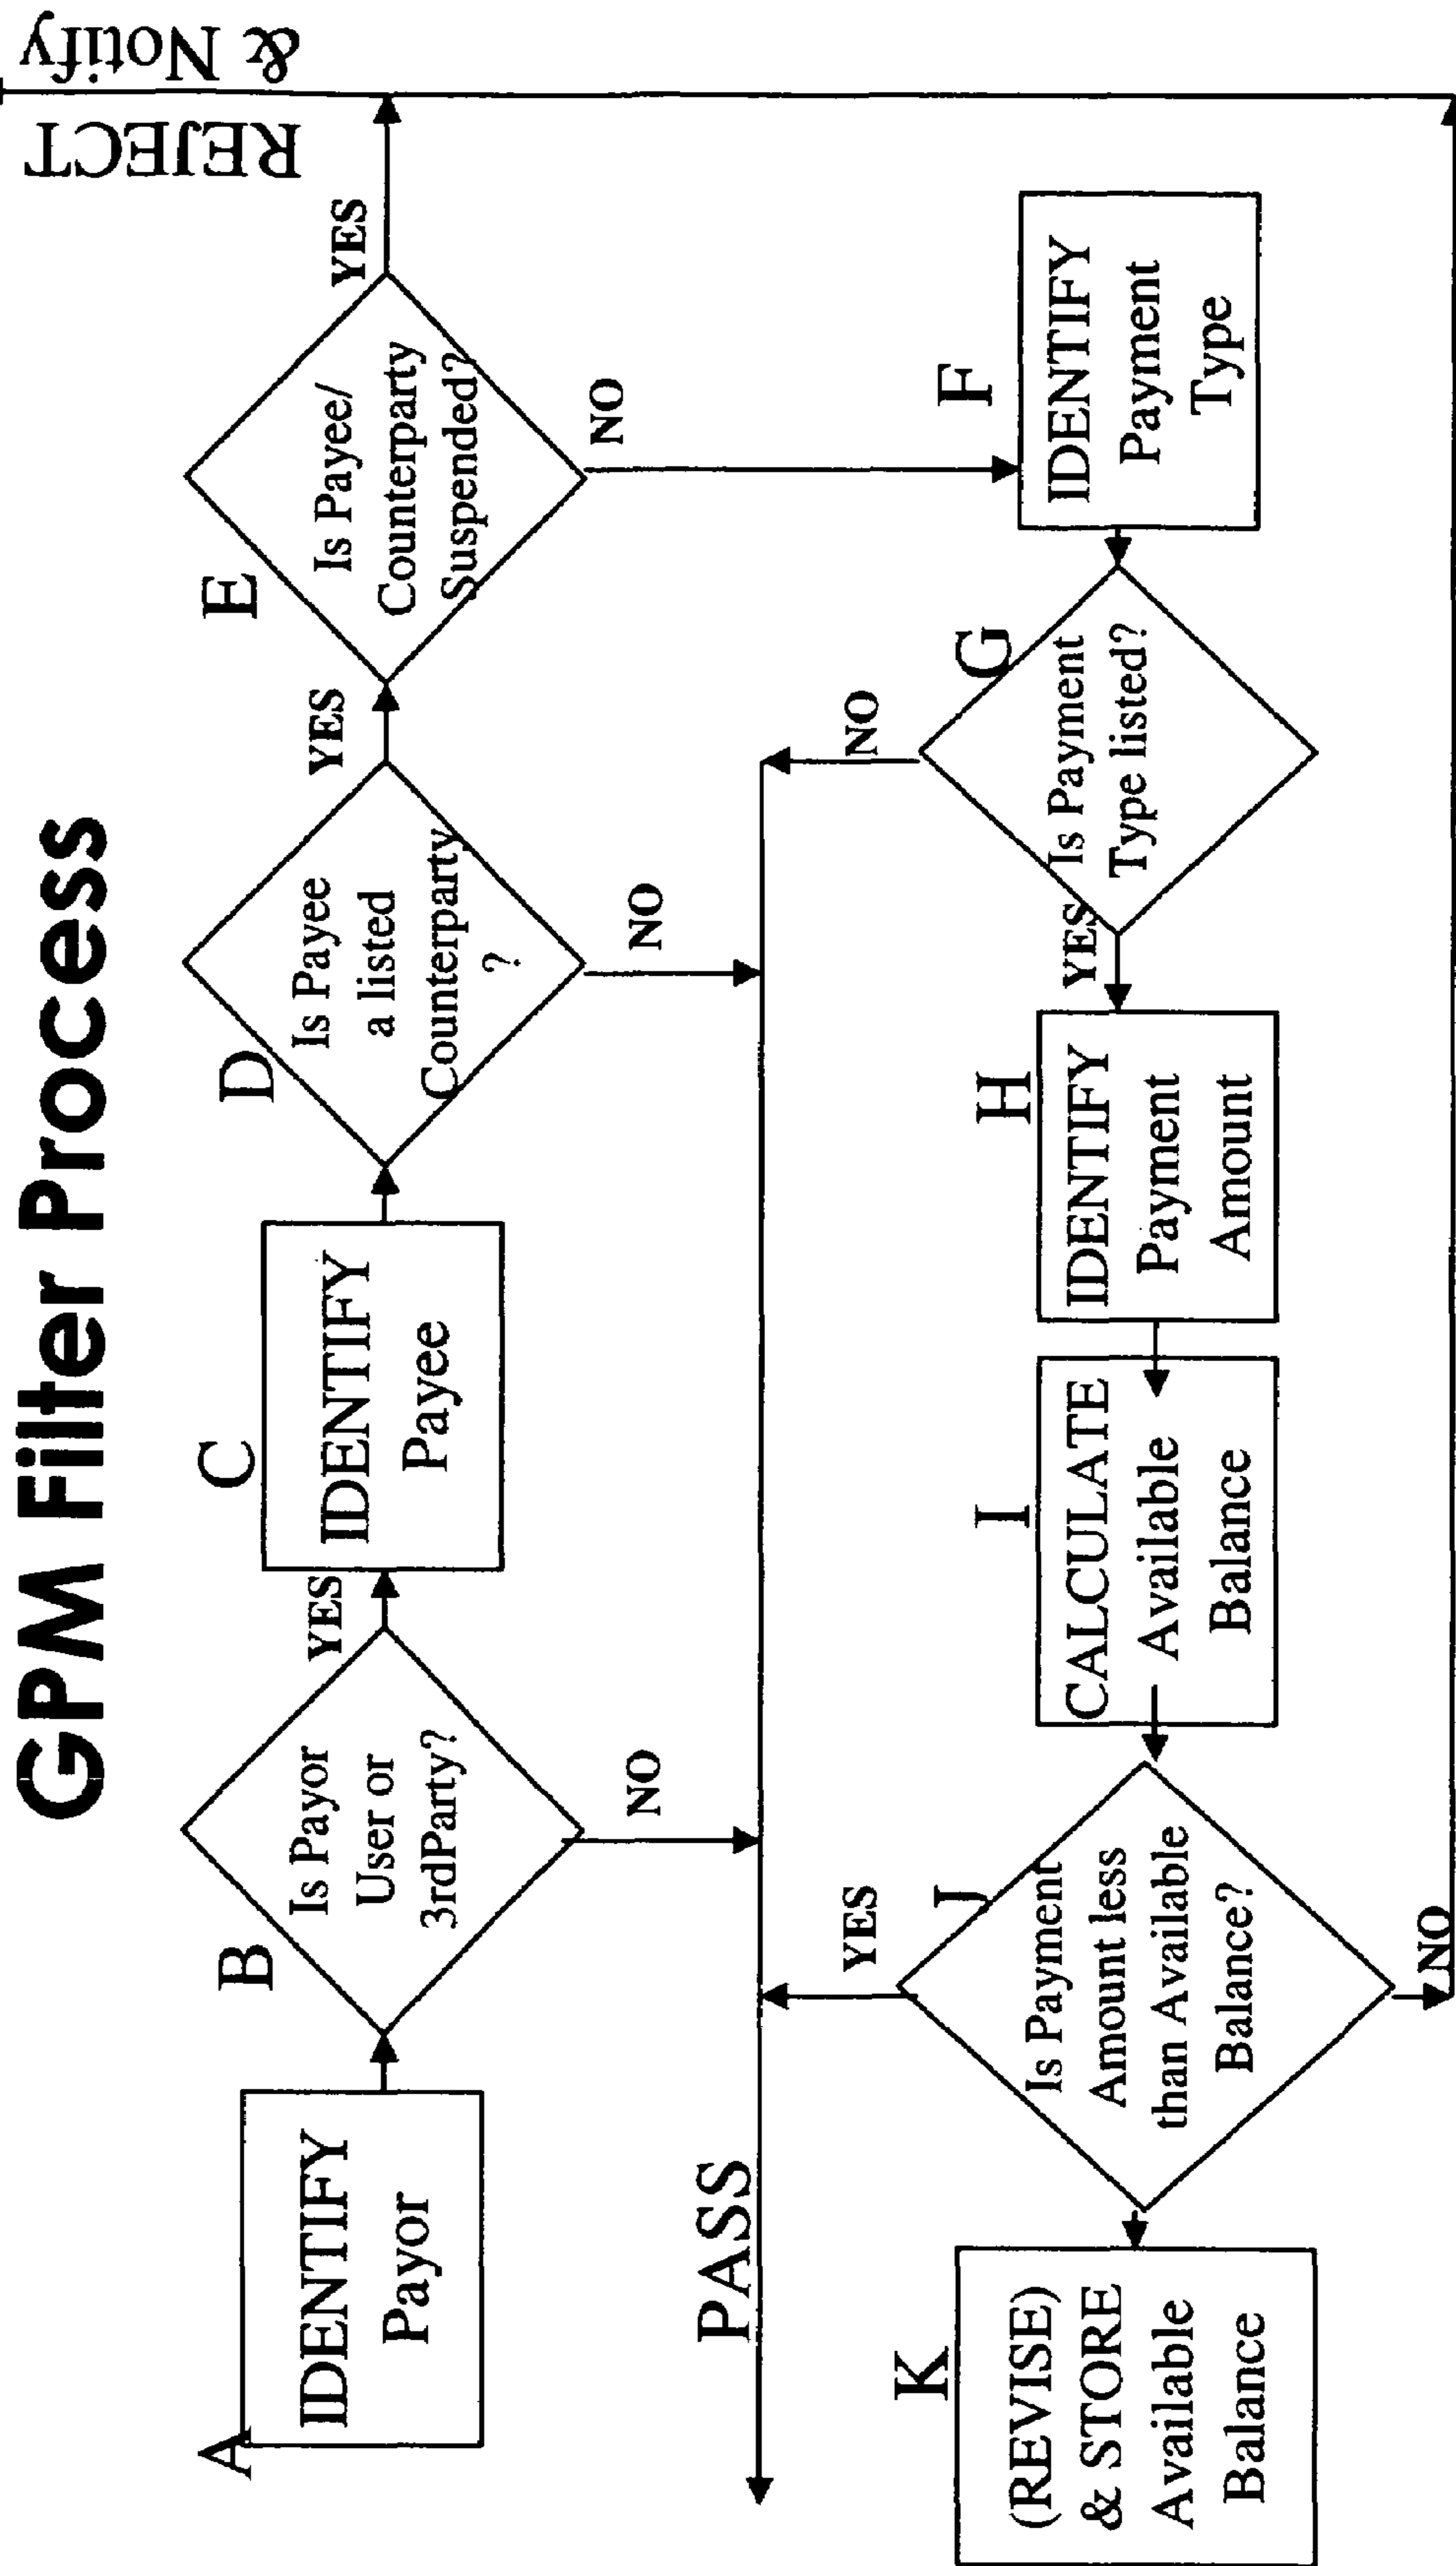 GPM Filter Process
A
IDENTIFY
Payor
B
Is Payor
User or
3rdParty?
YES
NO
C
IDENTIFY
Payee
D
Is Payee
a listed
Counterparty
?
YES
NO
E
Is Payee/
Counterparty
Suspended?
YES
NO
REJECT
& Notify
PASS
F
IDENTIFY
Payment
Type
G
Is Payment
Type listed?
NO
YES
H
IDENTIFY
Payment
Amount
I
CALCULATE
Available
Balance
J
Is Payment
Amount less
than Available
Balance?
YES
NO
K
(REVISE)
& STORE
Available
Balance